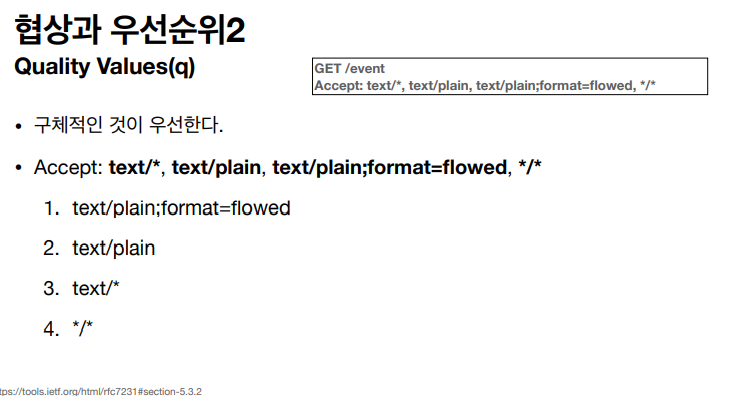 협상과 우선순위2
Quality Values(q)
GET /event
Accept: text/*, text/plain, text/plain;format=flowed, */*
• 구체적인 것이 우선한다.
• Accept: text/*, text/plain, text/plain;format=flowed, */*
1. text/plain;format=flowed
2. text/plain
3. text/*
4. */*
tps://tools.ietf.org/html/rfc7231#section-5.3.2